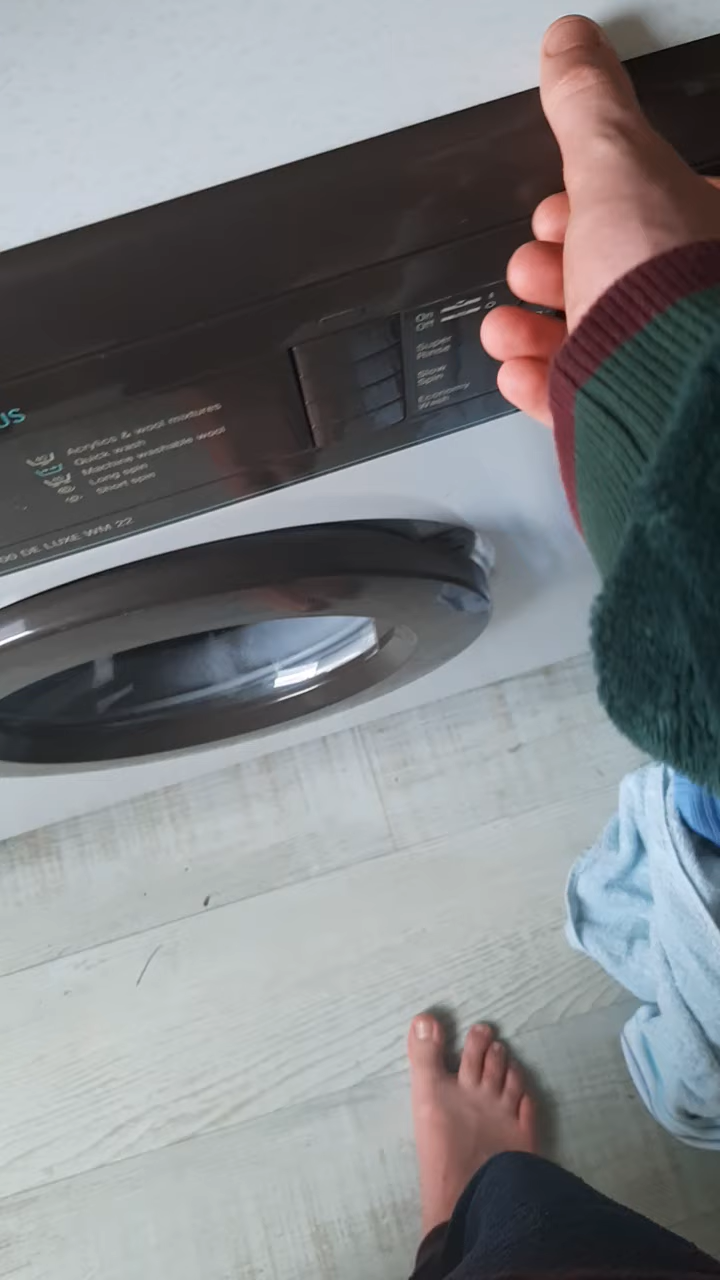 US
Acrylics & wool mixtures
Quick wash
Machine washable wool
Long spin
Short spin
00 DE LUXE WM 22
On
Off
Super
Rinse
Slow
Spin
Economy
Wash